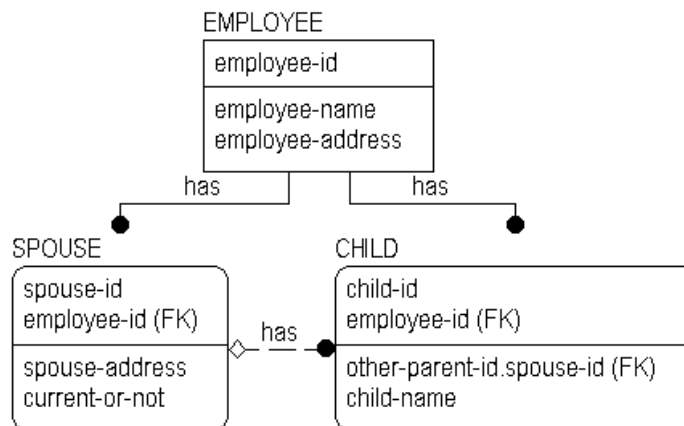 EMPLOYEE
employee-id
employee-name
employee-address
has
has
SPOUSE
spouse-id
employee-id (FK)
spouse-address
current-or-not
has
CHILD
child-id
employee-id (FK)
other-parent-id.spouse-id (FK)
child-name